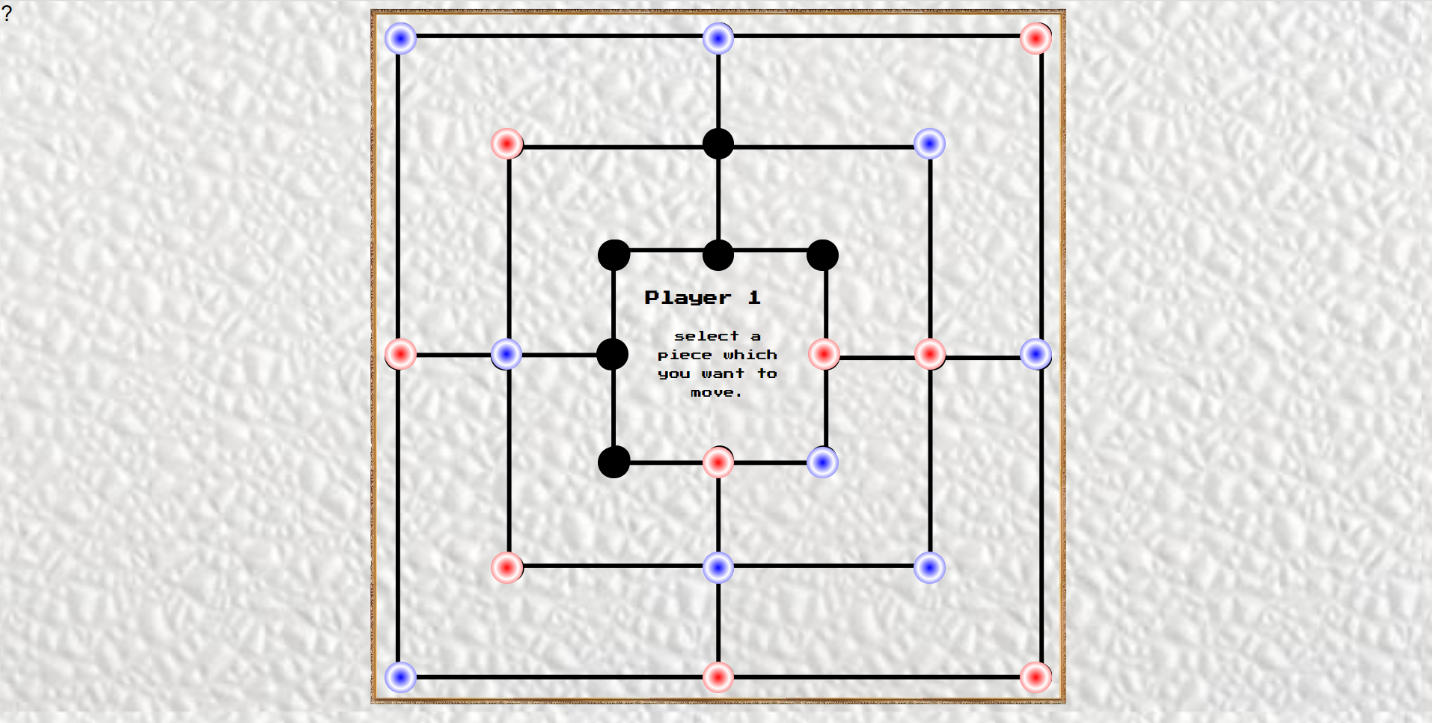 ?
Player 1
select a
piece which
you want to
move.